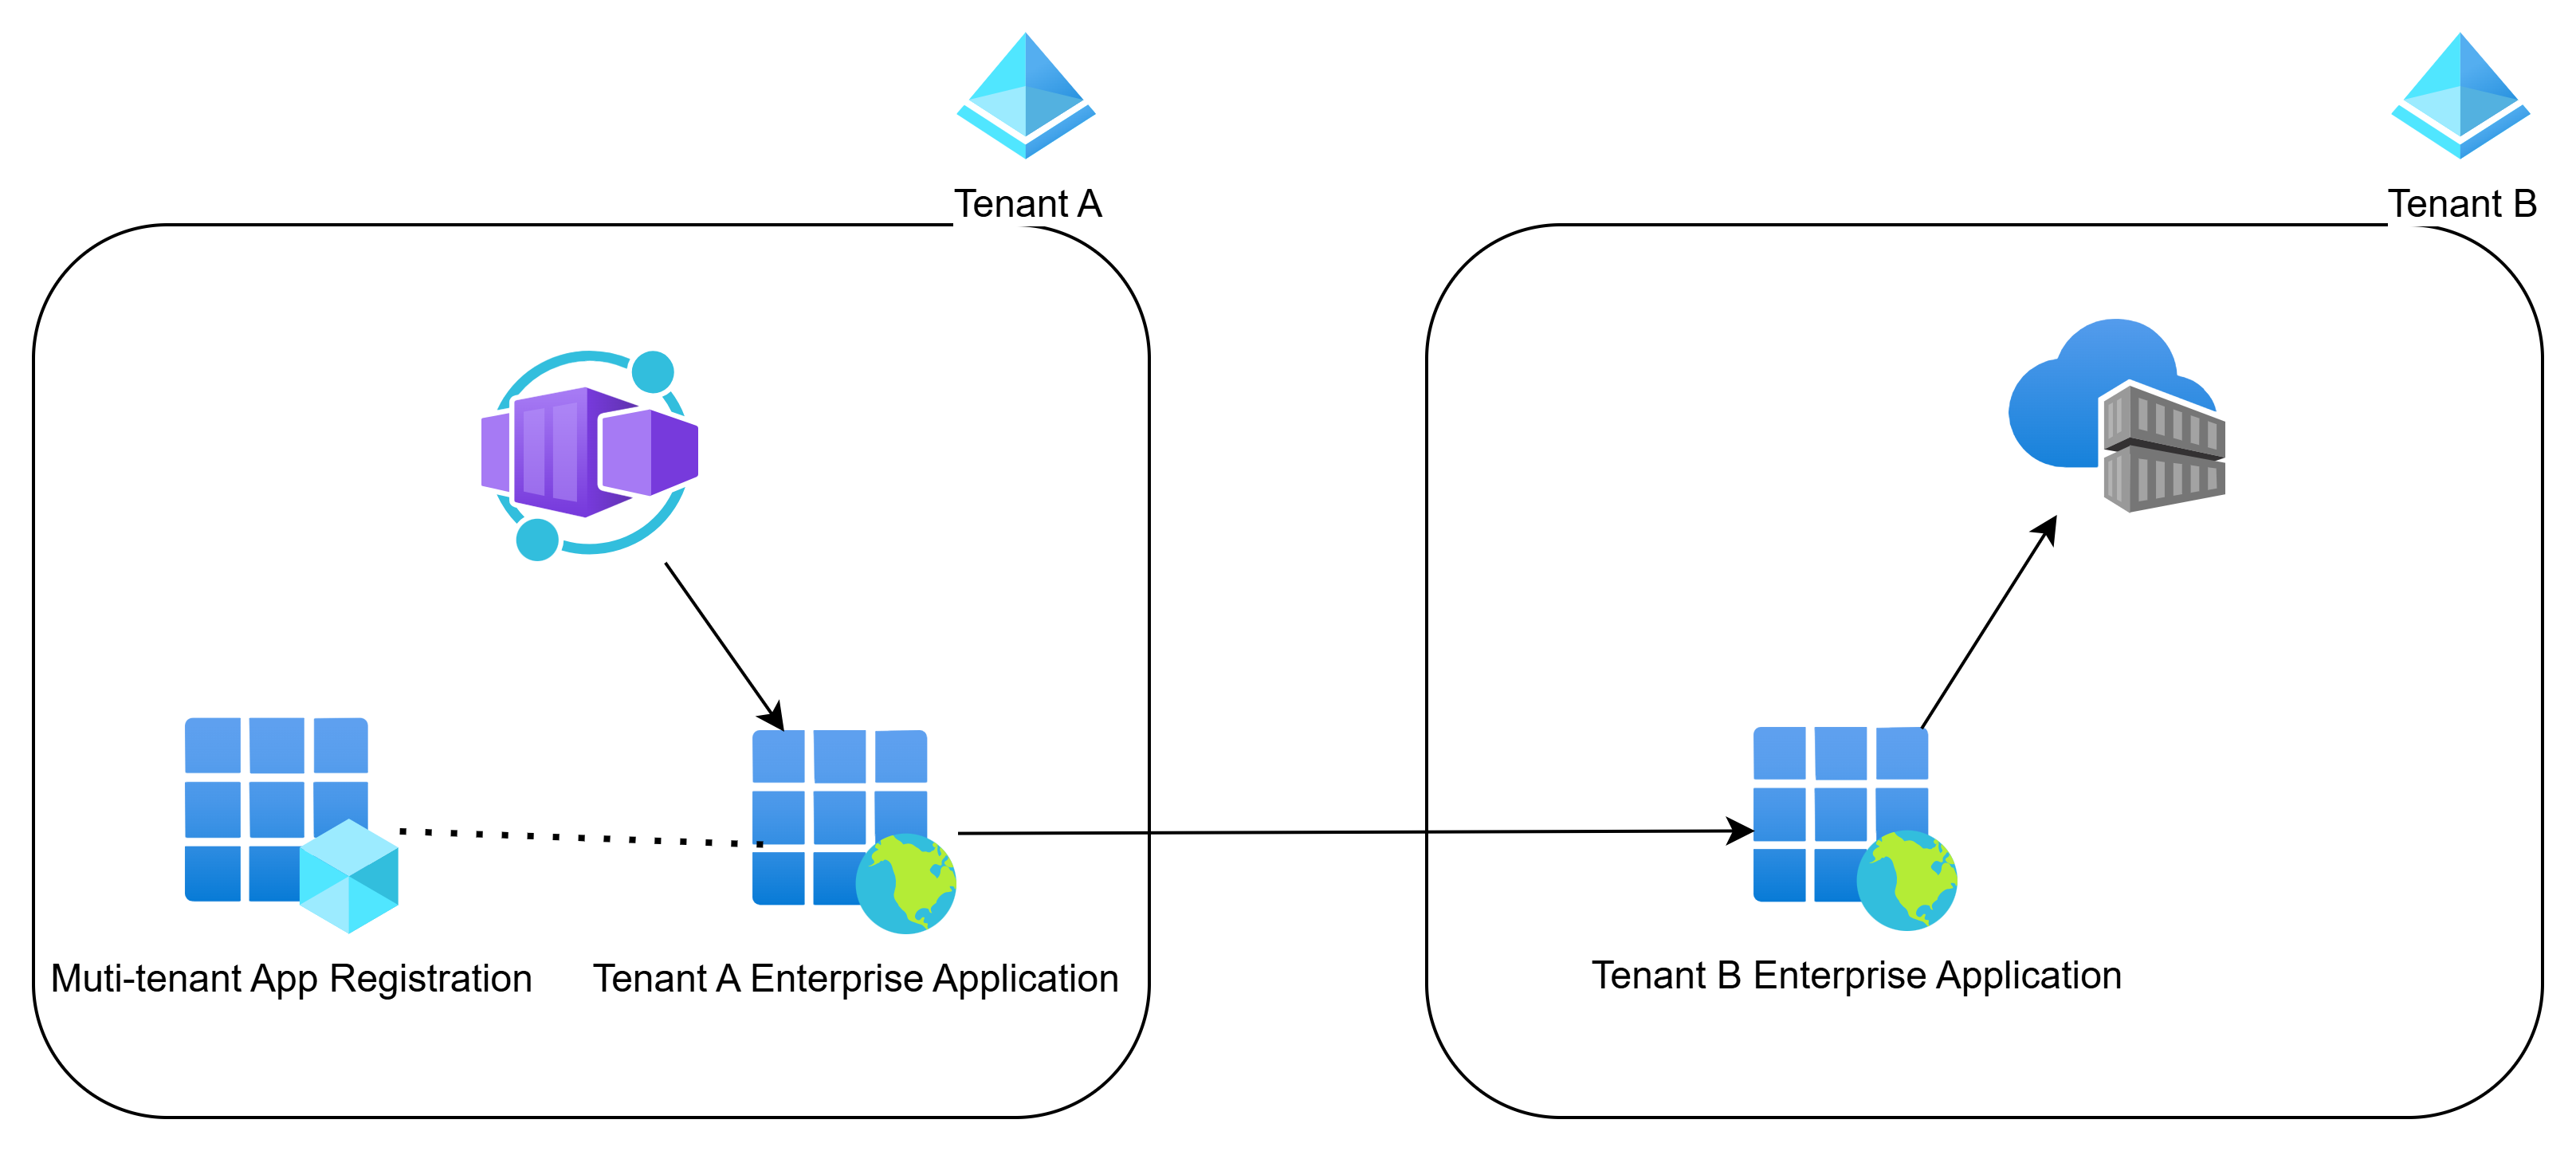 Tenant A
Tenant B
Muti-tenant App Registration
Tenant A Enterprise Application
Tenant B Enterprise Application